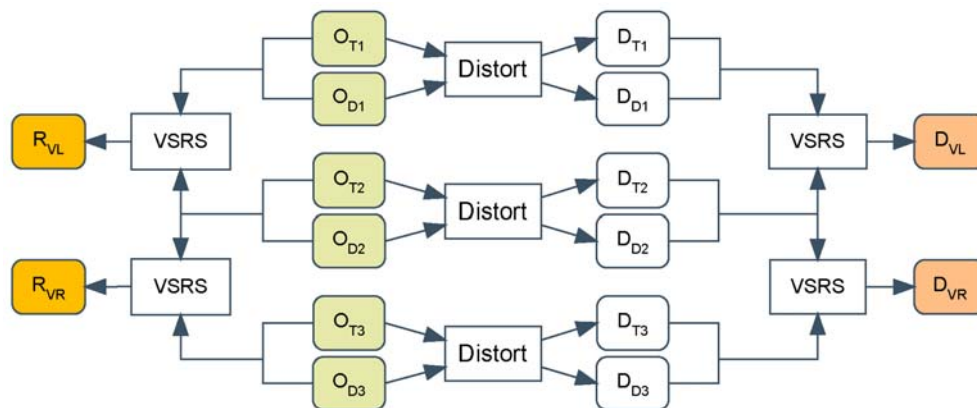 O_T1
D_T1
Distort
O_D1
D_D1
R_VL
VSRS
VSRS
D_VL
O_T2
D_T2
Distort
O_D2
D_D2
R_VR
VSRS
VSRS
D_VR
O_T3
D_T3
Distort
O_D3
D_D3